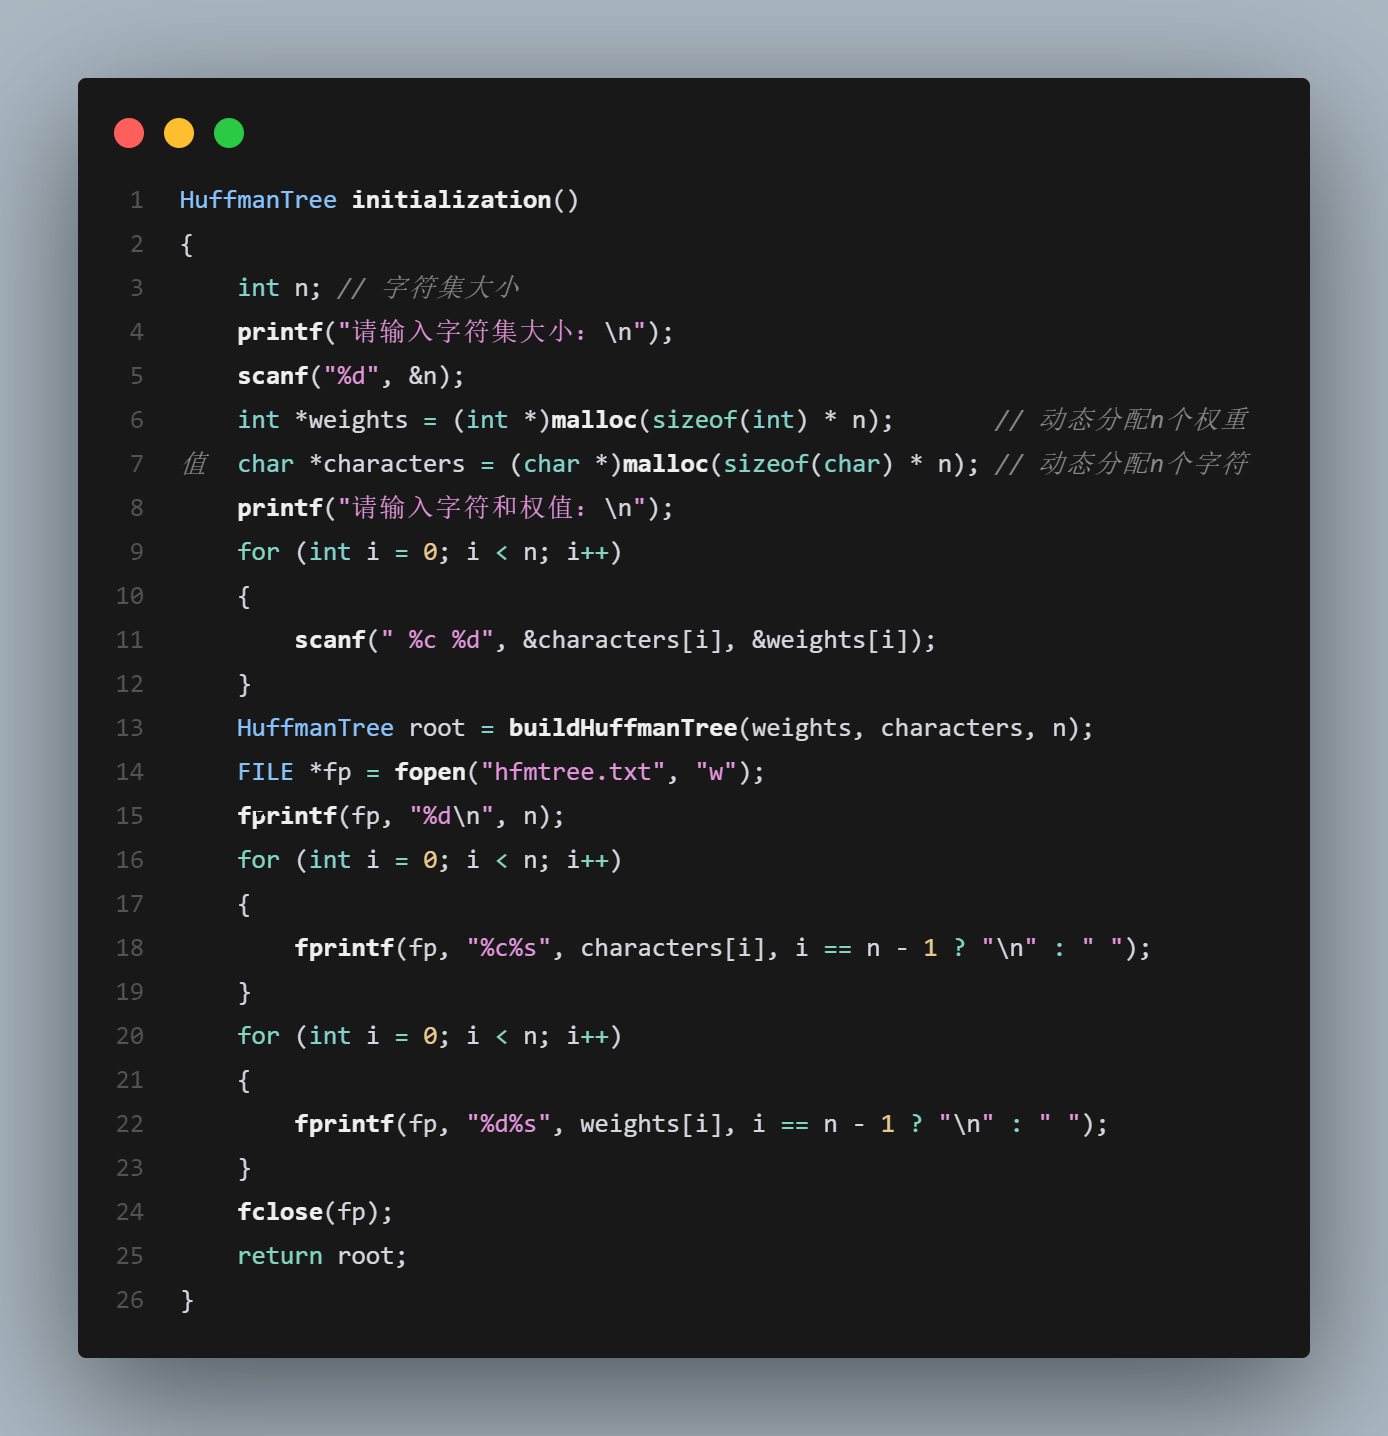 1 HuffmanTree initialization()
2 {
3     int n; // 字符集大小
4     printf("请输入字符集大小：\n");
5     scanf("%d", &n);
6     int *weights = (int *)malloc(sizeof(int) * n);       // 动态分配n个权重
7 值  char *characters = (char *)malloc(sizeof(char) * n); // 动态分配n个字符
8     printf("请输入字符和权值：\n");
9     for (int i = 0; i < n; i++)
10     {
11         scanf(" %c %d", &characters[i], &weights[i]);
12     }
13     HuffmanTree root = buildHuffmanTree(weights, characters, n);
14     FILE *fp = fopen("hfmtree.txt", "w");
15     fprintf(fp, "%d\n", n);
16     for (int i = 0; i < n; i++)
17     {
18         fprintf(fp, "%c%s", characters[i], i == n - 1 ? "\n" : " ");
19     }
20     for (int i = 0; i < n; i++)
21     {
22         fprintf(fp, "%d%s", weights[i], i == n - 1 ? "\n" : " ");
23     }
24     fclose(fp);
25     return root;
26 }